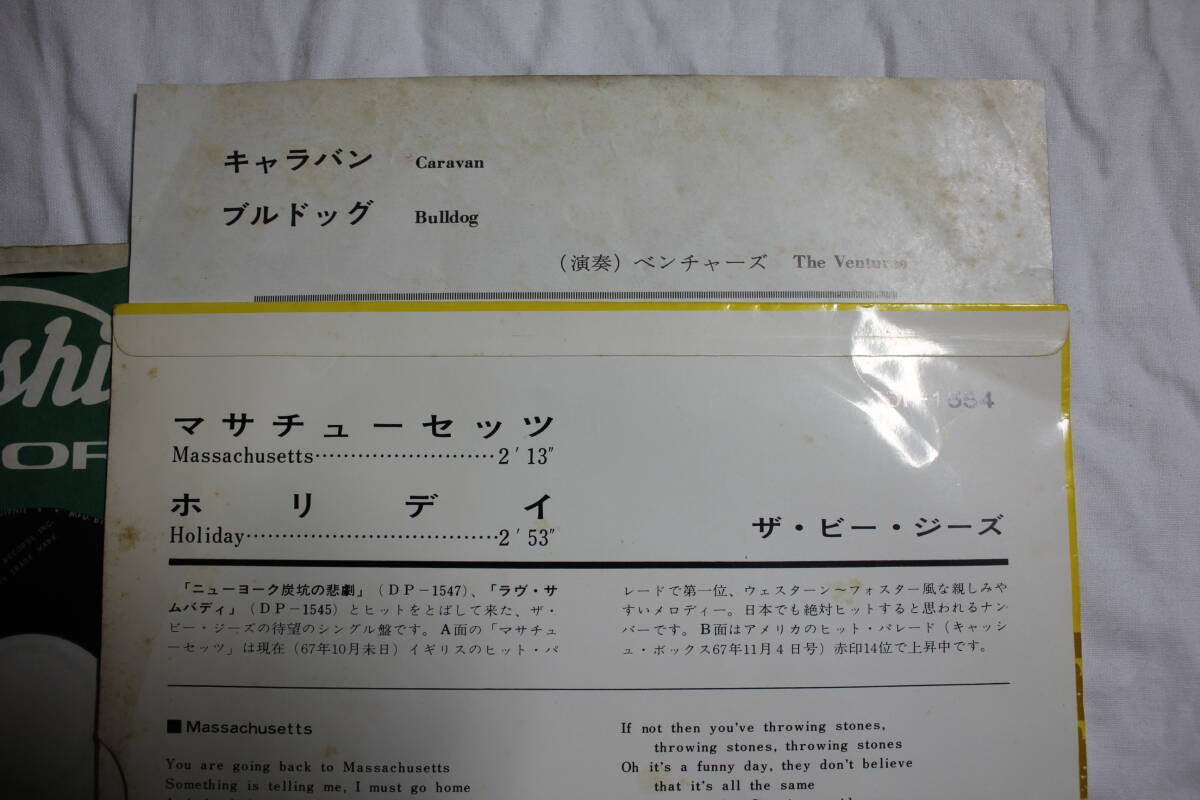 キャラバン Caravan
ブルドッグ Bulldog
(演奏) ベンチャーズ The Ventures
shi
OR
マサチューセッツ
Massachusetts………………………2′13″
ホリデイ
Holiday………………………………2′53″
ザ・ビー・ジーズ
「ニューヨーク炭坑の悲劇」(DP-1547)、「ラヴ・サ
ムバディ」(DP-1545) とヒットをとばして来た、ザ・
ビー・ジーズの待望のシングル盤です。A面の「マサチュ
ーセッツ」は現在 (67年10月末日) イギリスのヒット・パ
レードで第一位、ウェスターン〜フォスター風な親しみや
すいメロディー。日本でも絶対ヒットすると思われるナン
バーです。B面はアメリカのヒット・パレード (キャッシ
ュ・ボックス67年11月4日号) 赤印14位で上昇中です。
■Massachusetts
You are going back to Massachusetts
Something is telling me, I must go home
If not then you've throwing stones,
throwing stones, throwing stones
Oh it's a funny day, they don't believe
that it's all the same